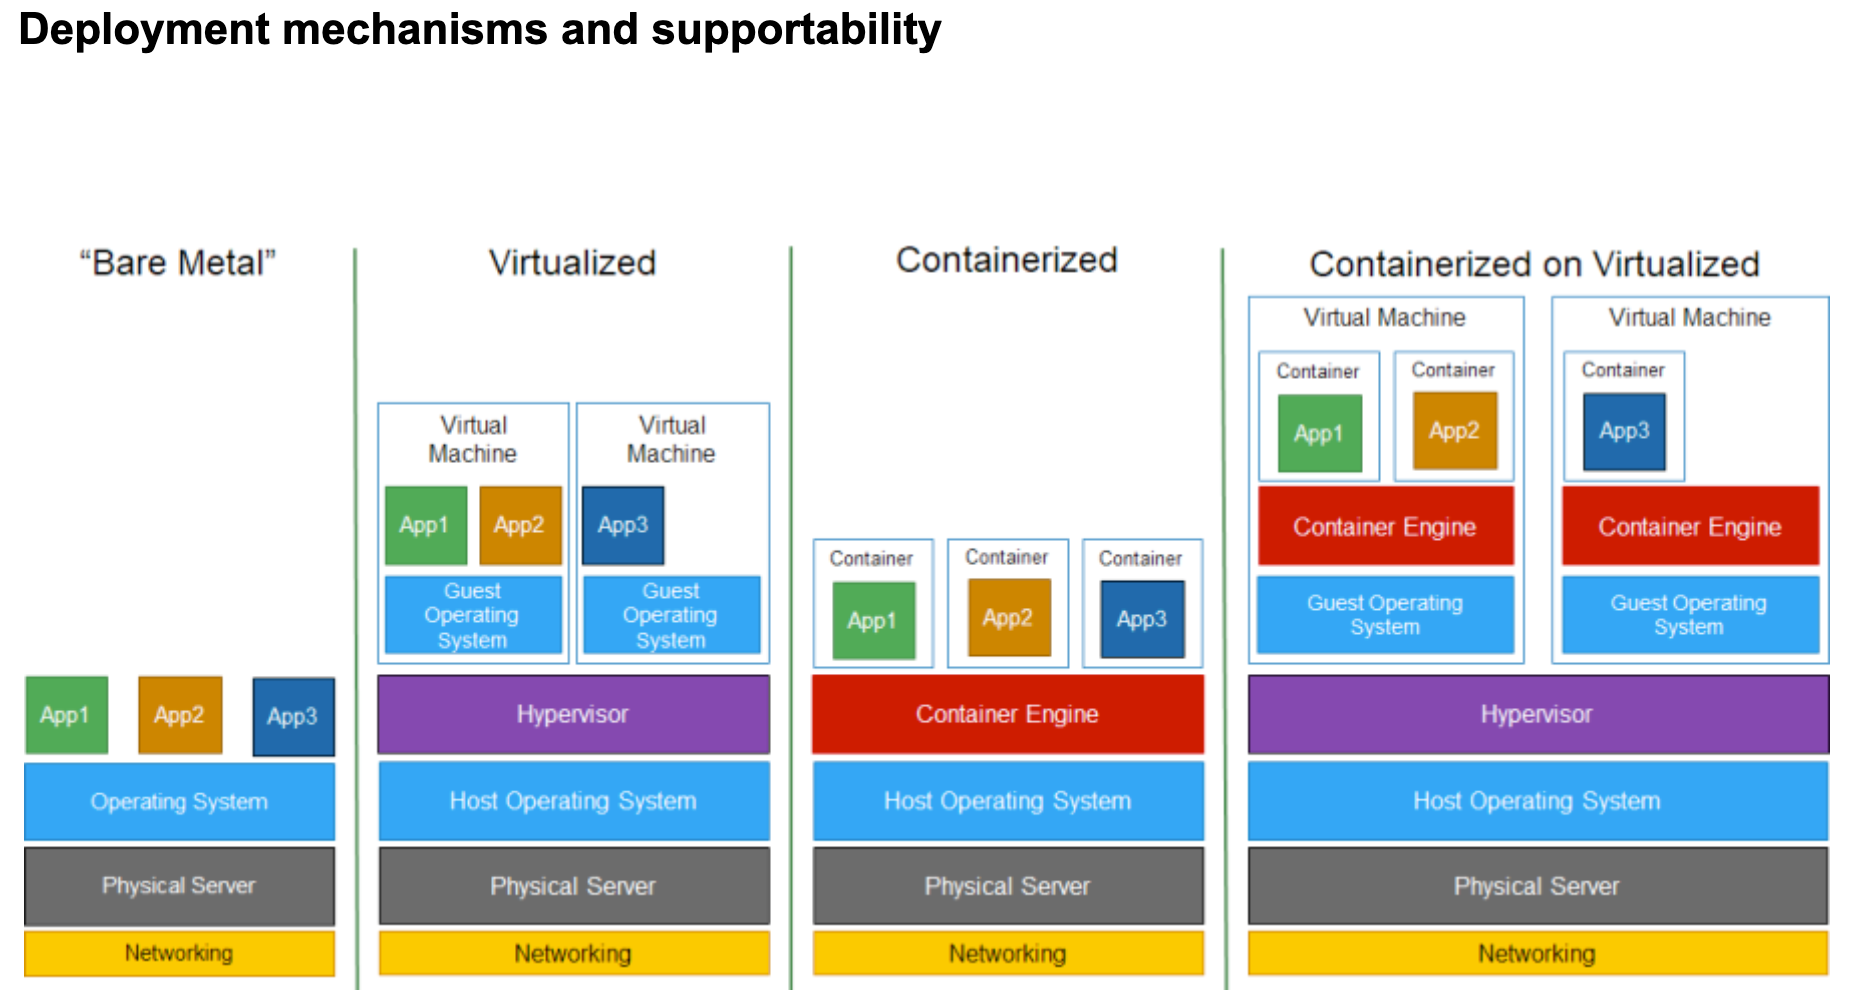 Deployment mechanisms and supportability
“Bare Metal”
App1
App2
App3
Operating System
Physical Server
Networking
Virtualized
Virtual
Machine
App1
App2
Guest
Operating
System
Virtual
Machine
App3
Guest
Operating
System
Hypervisor
Host Operating System
Physical Server
Networking
Containerized
Container
App1
Container
App2
Container
App3
Container Engine
Host Operating System
Physical Server
Networking
Containerized on Virtualized
Virtual Machine
Container
App1
Container
App2
Container Engine
Guest Operating
System
Virtual Machine
Container
App3
Container Engine
Guest Operating
System
Hypervisor
Host Operating System
Physical Server
Networking